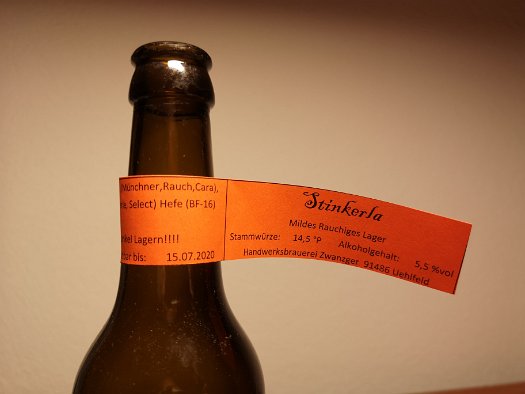 Münchner,Rauch,Cara),
Select) Hefe (BF-16)
Lagern!!!!
bis: 15.07.2020
Stinkerla
Mildes Rauchiges Lager
Stammwürze: 14,5 °P Alkoholgehalt: 5,5 %vol
Handwerksbrauerei Zwanzger 91486 Uehlfeld